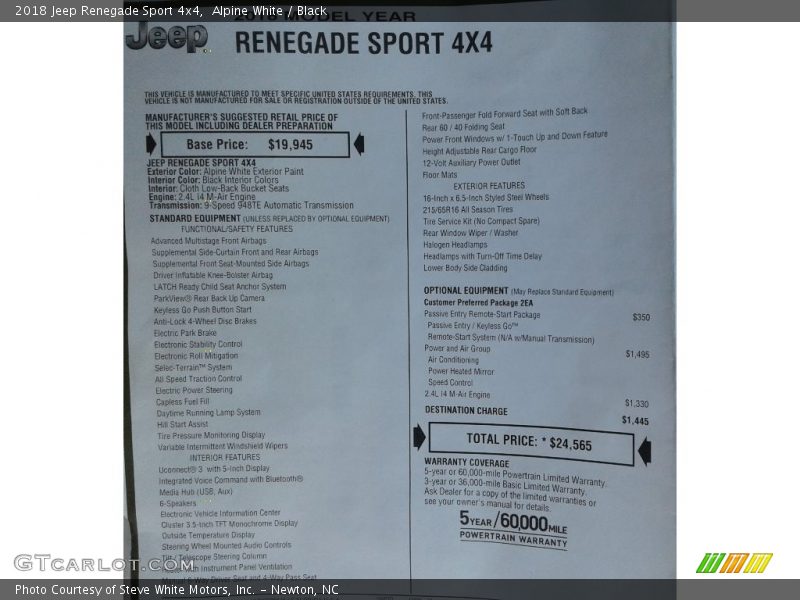 2018 Jeep Renegade Sport 4x4,  Alpine White / Black
2018 MODEL YEAR
Jeep
RENEGADE SPORT 4X4
THIS VEHICLE IS MANUFACTURED TO MEET SPECIFIC UNITED STATES REQUIREMENTS. THIS
VEHICLE IS NOT MANUFACTURED FOR SALE OR REGISTRATION OUTSIDE OF THE UNITED STATES.
MANUFACTURER'S SUGGESTED RETAIL PRICE OF
THIS MODEL INCLUDING DEALER PREPARATION
Base Price: $19,945
JEEP RENEGADE SPORT 4X4
Exterior Color: Alpine White Exterior Paint
Interior Color: Black Interior Colors
Interior: Cloth Low-Back Bucket Seats
Engine: 2.4L I4 M-Air Engine
Transmission: 9-Speed 948TE Automatic Transmission
STANDARD EQUIPMENT (UNLESS REPLACED BY OPTIONAL EQUIPMENT)
FUNCTIONAL/SAFETY FEATURES
Advanced Multistage Front Airbags
Supplemental Side-Curtain Front and Rear Airbags
Supplemental Front Seat-Mounted Side Airbags
Driver Inflatable Knee-Bolster Airbag
LATCH Ready Child Seat Anchor System
ParkView® Rear Back Up Camera
Keyless Go Push Button Start
Anti-Lock 4-Wheel Disc Brakes
Electric Park Brake
Electronic Stability Control
Electronic Roll Mitigation
Selec-Terrain™ System
All Speed Traction Control
Electric Power Steering
Capless Fuel Fill
Daytime Running Lamp System
Hill Start Assist
Tire Pressure Monitoring Display
Variable Intermittent Windshield Wipers
INTERIOR FEATURES
Uconnect® 3 with 5-Inch Display
Integrated Voice Command with Bluetooth®
Media Hub (USB, Aux)
6-Speakers
Electronic Vehicle Information Center
Cluster 3.5-Inch TFT Monochrome Display
Outside Temperature Display
Steering Wheel Mounted Audio Controls
Tilt / Telescope Steering Column
with Instrument Panel Ventilation
Manual 6-Way Driver Seat and 4-Way Pass Seat
Front-Passenger Fold Forward Seat with Soft Back
Rear 60 / 40 Folding Seat
Power Front Windows w/ 1-Touch Up and Down Feature
Height Adjustable Rear Cargo Floor
12-Volt Auxiliary Power Outlet
Floor Mats
EXTERIOR FEATURES
16-Inch x 6.5-Inch Styled Steel Wheels
215/65R16 All Season Tires
Tire Service Kit (No Compact Spare)
Rear Window Wiper / Washer
Halogen Headlamps
Headlamps with Turn-Off Time Delay
Lower Body Side Cladding
OPTIONAL EQUIPMENT (May Replace Standard Equipment)
Customer Preferred Package 2EA
Passive Entry Remote-Start Package $350
Passive Entry / Keyless Go™
Remote-Start System (N/A w/Manual Transmission)
Power and Air Group $1,495
Air Conditioning
Power Heated Mirror
Speed Control
2.4L I4 M-Air Engine $1,330
DESTINATION CHARGE $1,445
TOTAL PRICE: * $24,565
WARRANTY COVERAGE
5-year or 60,000-mile Powertrain Limited Warranty.
3-year or 36,000-mile Basic Limited Warranty.
Ask Dealer for a copy of the limited warranties or
see your owner's manual for details.
5 YEAR/60,000 MILE
POWERTRAIN WARRANTY
GTCARLOT.COM
Photo Courtesy of Steve White Motors, Inc. – Newton, NC